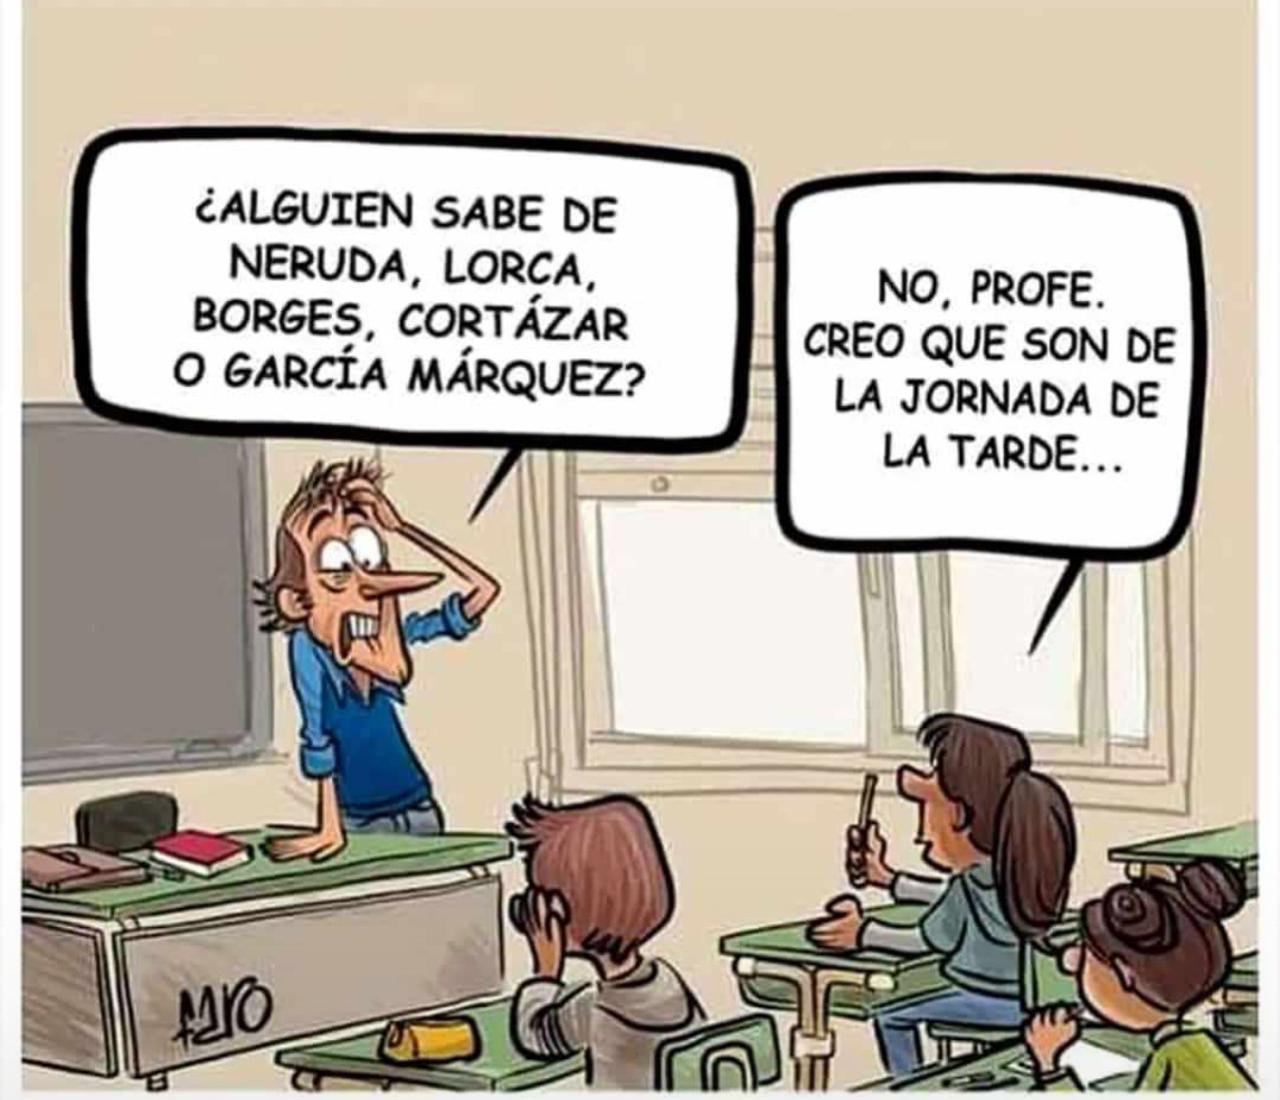 ¿ALGUIEN SABE DE
NERUDA, LORCA,
BORGES, CORTÁZAR
O GARCÍA MÁRQUEZ?
NO, PROFE.
CREO QUE SON DE
LA JORNADA DE
LA TARDE...